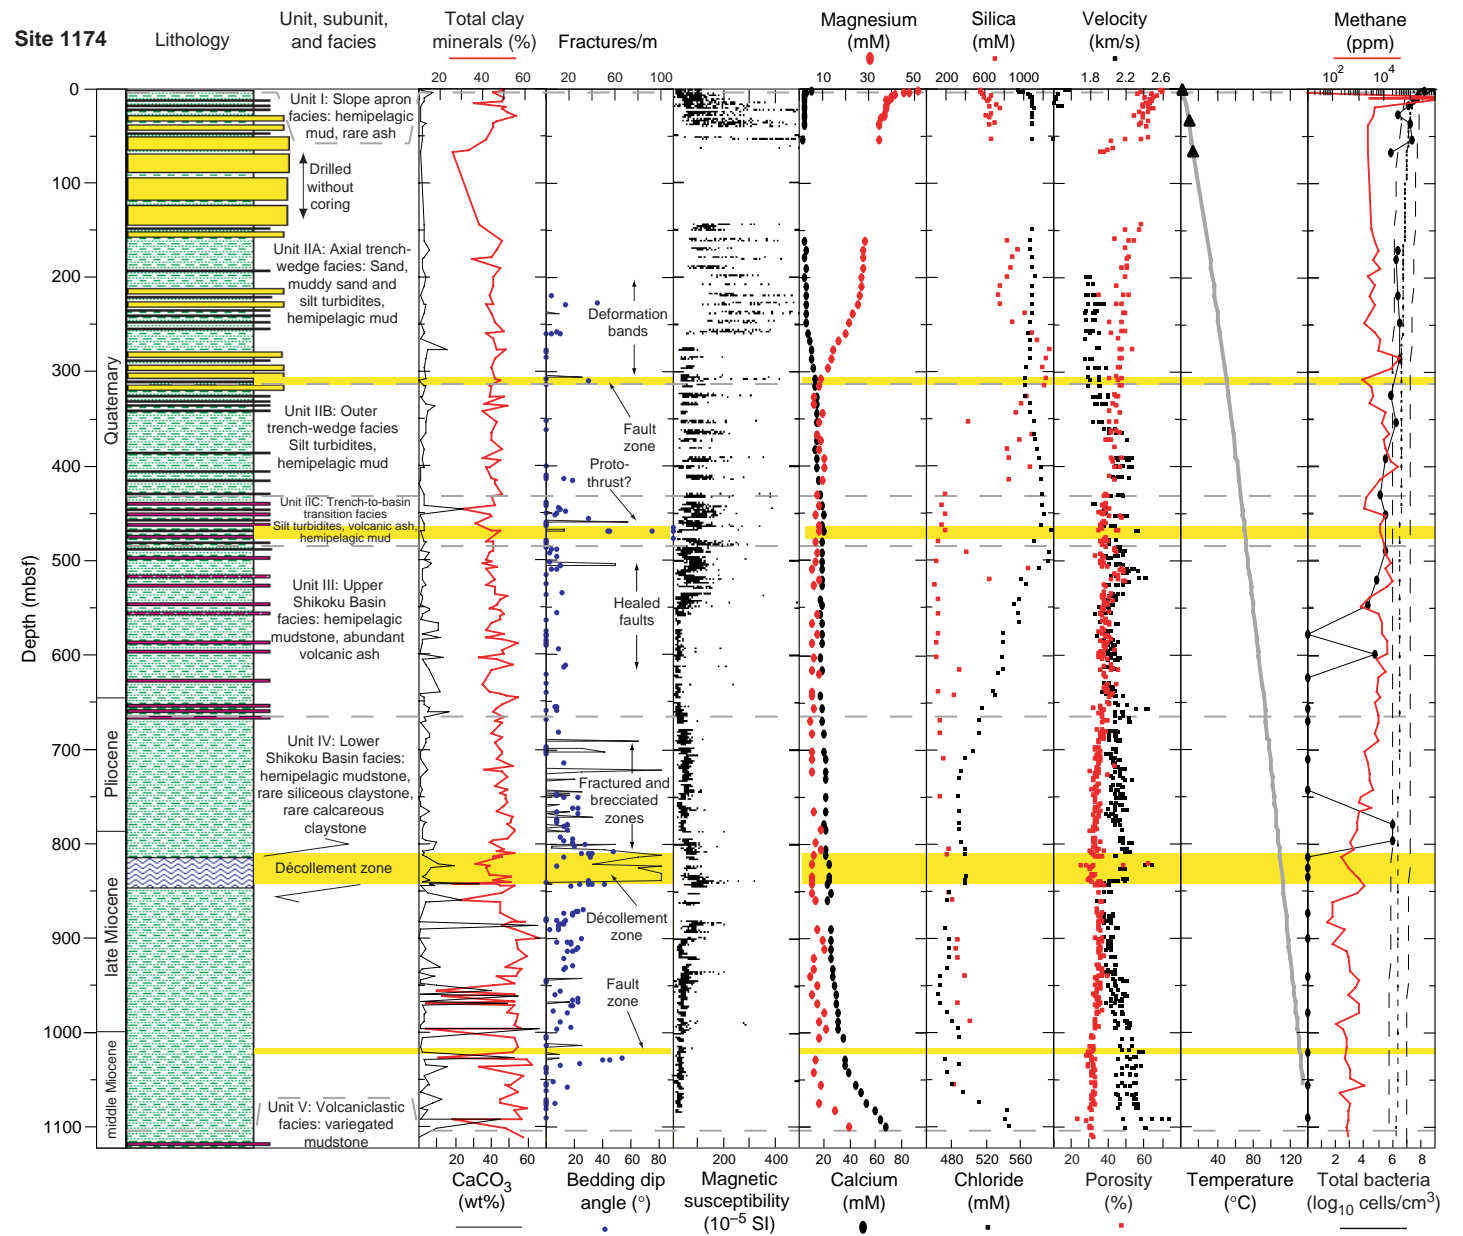 Site 1174
Lithology
Unit, subunit,
and facies
Total clay
minerals (%)
Fractures/m
Magnesium
(mM)
Silica
(mM)
Velocity
(km/s)
Methane
(ppm)
20 40 60
20 60 100
10 30 50
200 600 1000
1.8 2.2 2.6
10² 10⁴
0
100
200
300
400
500
600
700
800
900
1000
1100
Depth (mbsf)
Quaternary
Pliocene
late Miocene
middle Miocene
Unit I: Slope apron
facies: hemipelagic
mud, rare ash
Drilled
without
coring
Unit IIA: Axial trench-
wedge facies: Sand,
muddy sand and
silt turbidites,
hemipelagic mud
Unit IIB: Outer
trench-wedge facies
Silt turbidites,
hemipelagic mud
Unit IIC: Trench-to-basin
transition facies
Silt turbidites, volcanic ash,
hemipelagic mud
Unit III: Upper
Shikoku Basin
facies: hemipelagic
mudstone, abundant
volcanic ash
Unit IV: Lower
Shikoku Basin facies:
hemipelagic mudstone,
rare siliceous claystone,
rare calcareous
claystone
Décollement zone
Unit V: Volcaniclastic
facies: variegated
mudstone
Deformation
bands
Fault
zone
Proto-
thrust?
Healed
faults
Fractured and
brecciated
zones
Décollement
zone
Fault
zone
20 40 60
20 40 60 80
200 400
20 40 60 80
480 520 560
20 40 60
40 80 120
2 4 6 8
CaCO₃
(wt%)
Bedding dip
angle (°)
Magnetic
susceptibility
(10⁻⁵ SI)
Calcium
(mM)
Chloride
(mM)
Porosity
(%)
Temperature
(°C)
Total bacteria
(log₁₀ cells/cm³)